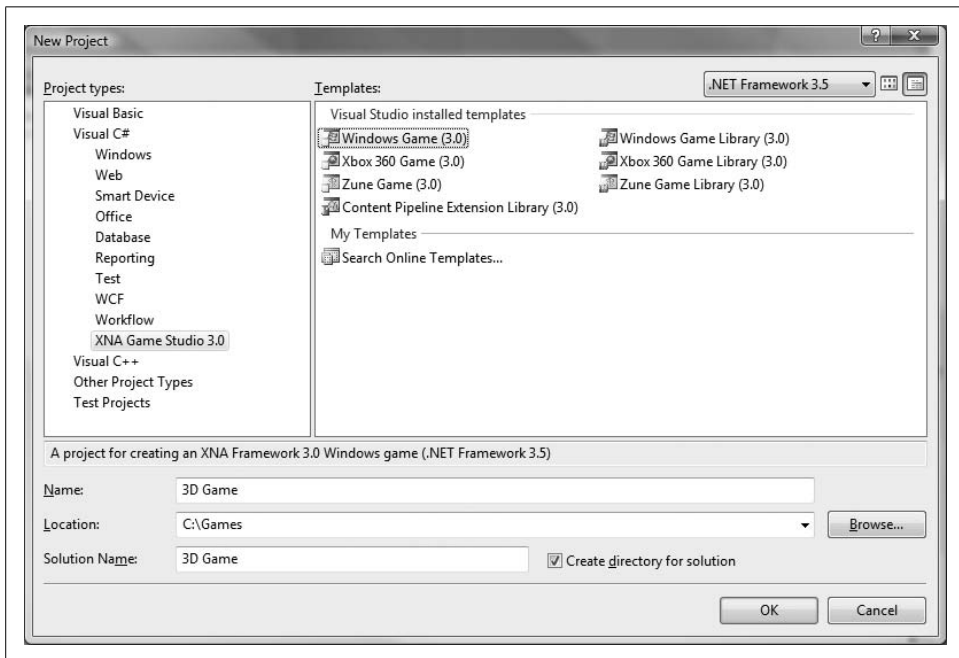 New Project
Project types:
Templates:
.NET Framework 3.5
Visual Basic
Visual C#
Windows
Web
Smart Device
Office
Database
Reporting
Test
WCF
Workflow
XNA Game Studio 3.0
Visual C++
Other Project Types
Test Projects
Visual Studio installed templates
Windows Game (3.0)
Windows Game Library (3.0)
Xbox 360 Game (3.0)
Xbox 360 Game Library (3.0)
Zune Game (3.0)
Zune Game Library (3.0)
Content Pipeline Extension Library (3.0)
My Templates
Search Online Templates...
A project for creating an XNA Framework 3.0 Windows game (.NET Framework 3.5)
Name:
3D Game
Location:
C:\Games
Browse...
Solution Name:
3D Game
Create directory for solution
OK
Cancel